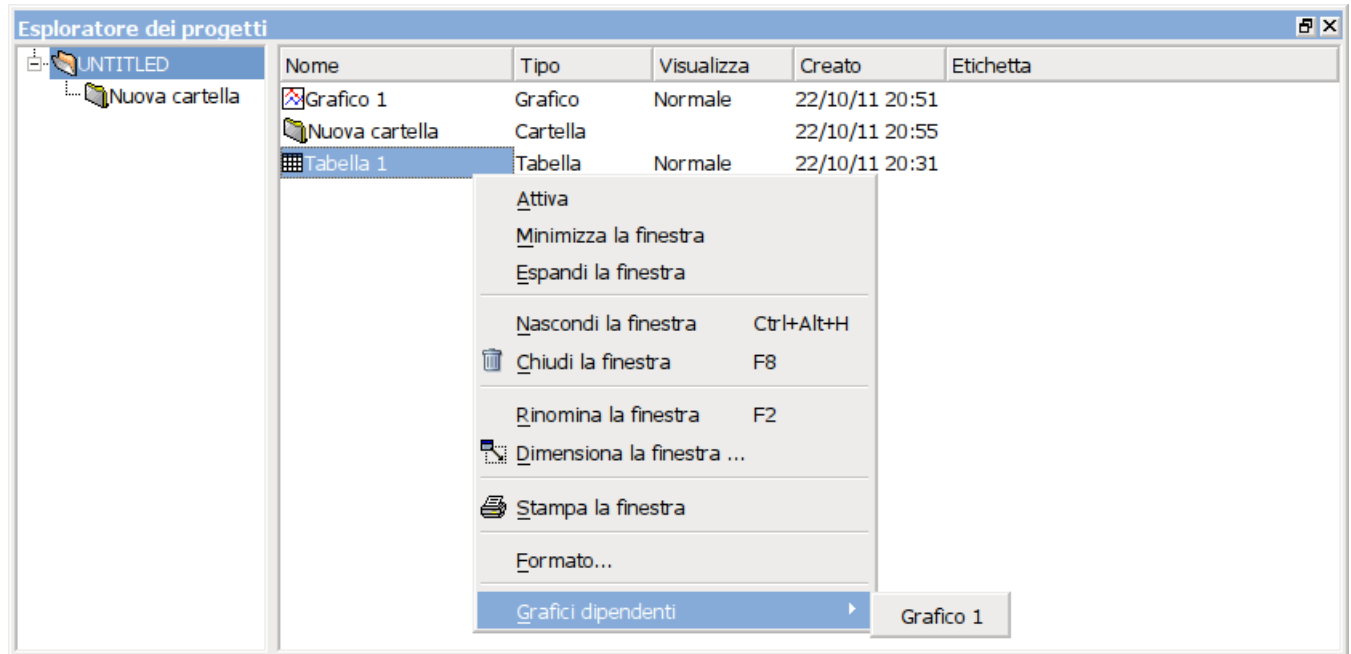 Esploratore dei progetti
UNTITLED
Nuova cartella
Nome Tipo Visualizza Creato Etichetta
Grafico 1 Grafico Normale 22/10/11 20:51
Nuova cartella Cartella 22/10/11 20:55
Tabella 1 Tabella Normale 22/10/11 20:31
Attiva
Minimizza la finestra
Espandi la finestra
Nascondi la finestra Ctrl+Alt+H
Chiudi la finestra F8
Rinomina la finestra F2
Dimensiona la finestra ...
Stampa la finestra
Formato...
Grafici dipendenti
Grafico 1